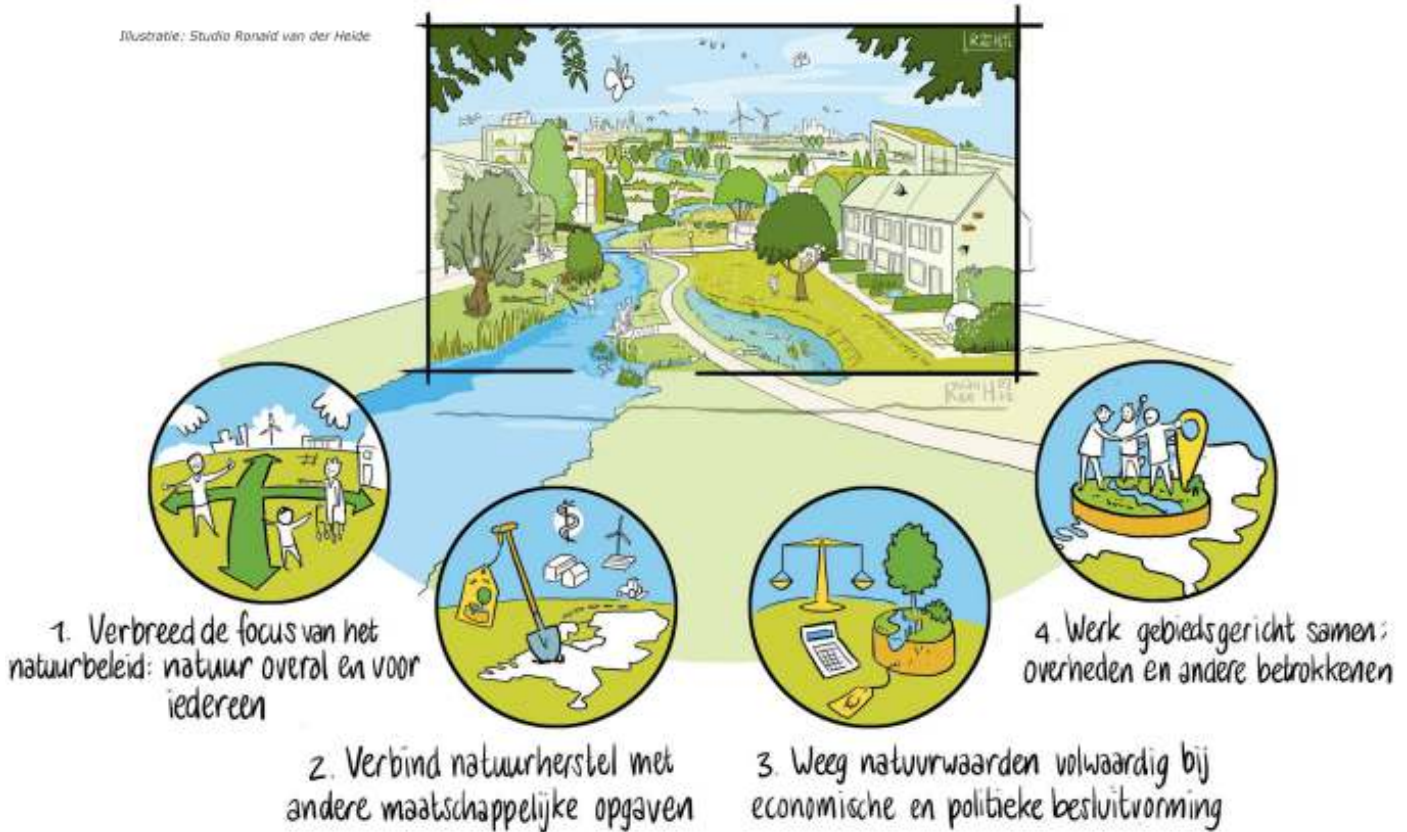 Illustratie: Studio Ronald van der Heide
1. Verbreed de focus van het
natuurbeleid: natuur overal en voor
iedereen
2. Verbind natuurherstel met
andere maatschappelijke opgaven
3. Weeg natuurwaarden volwaardig bij
economische en politieke besluitvorming
4. Werk gebiedsgericht samen:
overheden en andere betrokkenen